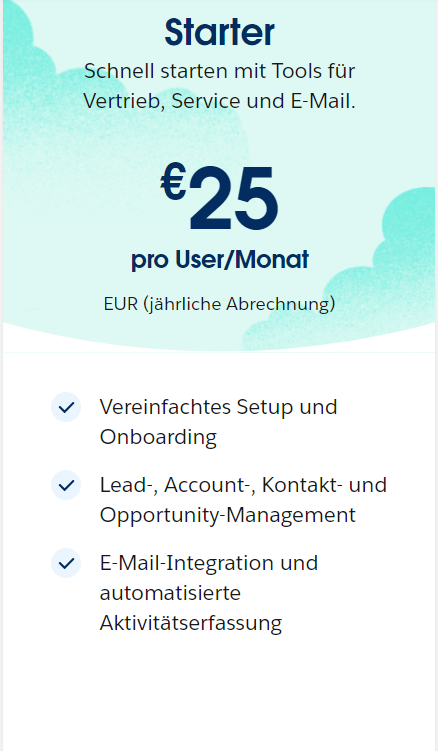 Starter
Schnell starten mit Tools für
Vertrieb, Service und E-Mail.
€25
pro User/Monat
EUR (jährliche Abrechnung)
Vereinfachtes Setup und
Onboarding
Lead-, Account-, Kontakt- und
Opportunity-Management
E-Mail-Integration und
automatisierte
Aktivitätserfassung